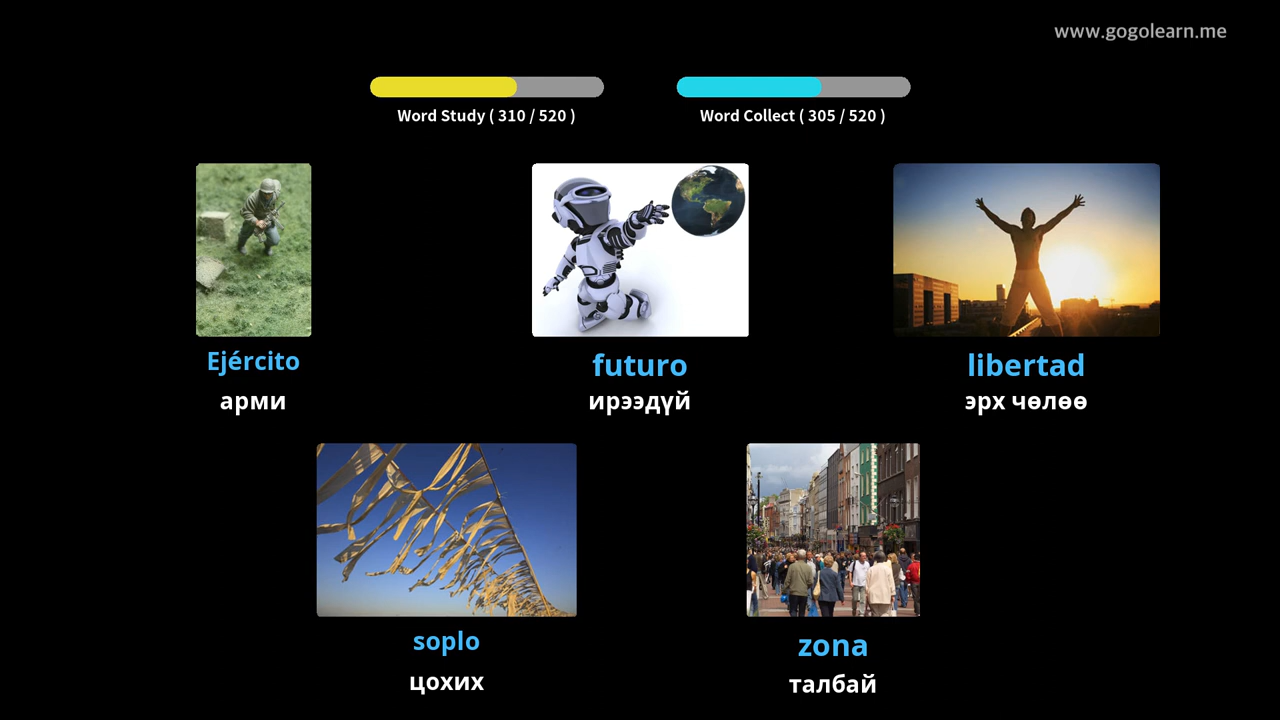 www.gogolearn.me
Word Study ( 310 / 520 )
Word Collect ( 305 / 520 )
Ejército
арми
futuro
ирээдүй
libertad
эрх чөлөө
soplo
цохих
zona
талбай